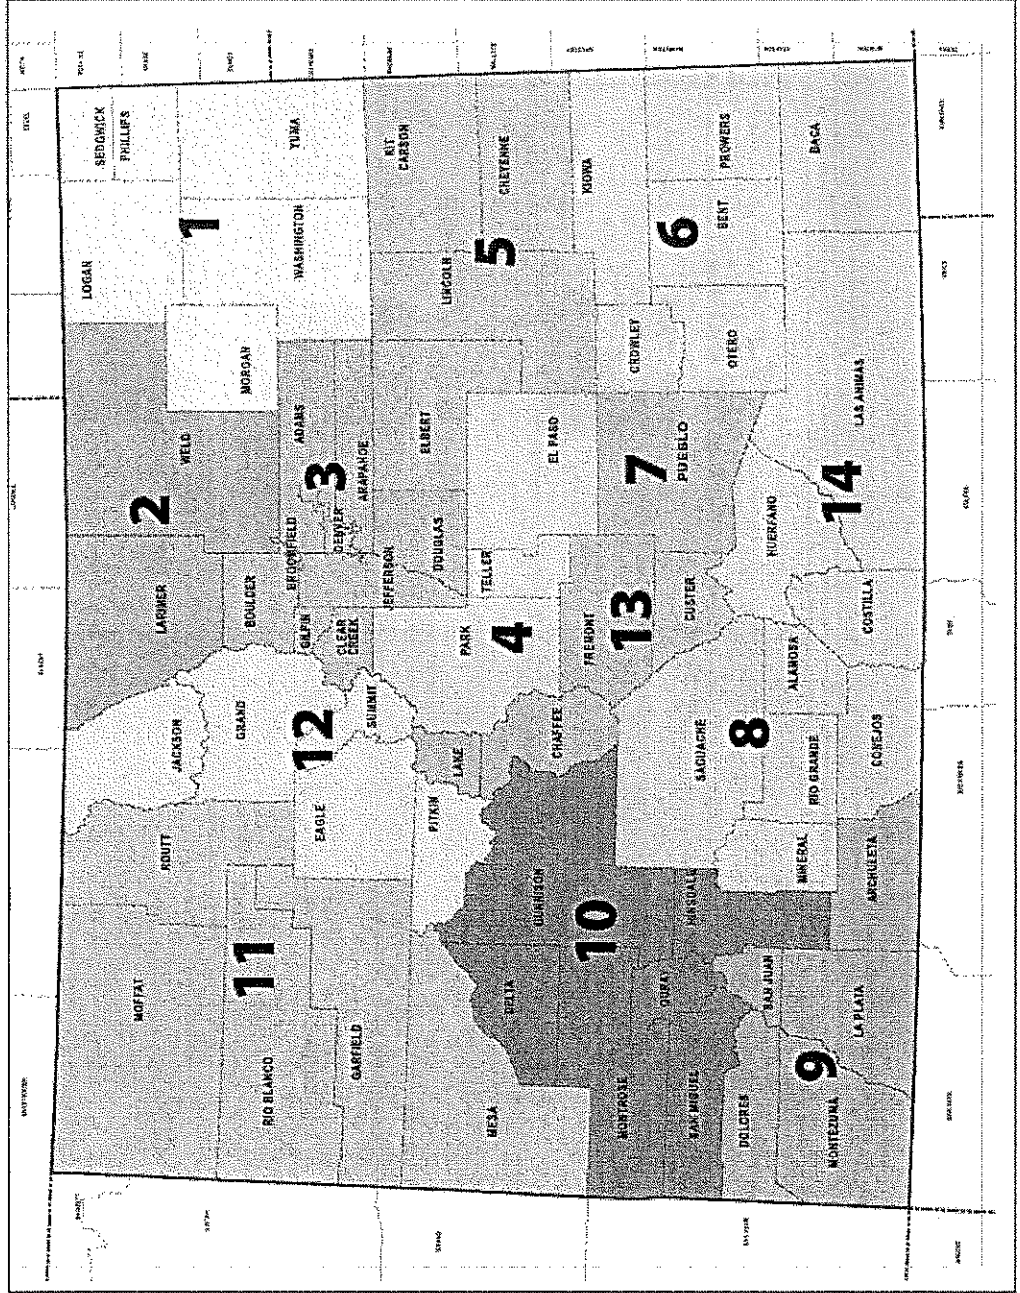 SEDGWICK
PHILLIPS
LOGAN
1
YUMA
WASHINGTON
MORGAN
WELD
2
LARIMER
JACKSON
ROUTT
MOFFAT
11
RIO BLANCO
GARFIELD
GRAND
12
EAGLE
SUMMIT
PITKIN
BOULDER
BROOMFIELD
GILPIN
CLEAR
CREEK
JEFFERSON
DENVER
ADAMS
3
ARAPAHOE
DOUGLAS
ELBERT
KIT
CARSON
CHEYENNE
LINCOLN
5
EL PASO
TELLER
PARK
4
LAKE
CHAFFEE
MESA
DELTA
GUNNISON
10
MONTROSE
OURAY
SAN MIGUEL
HINSDALE
KIOWA
PROWERS
BENT
6
CROWLEY
OTERO
BACA
LAS ANIMAS
14
PUEBLO
7
HUERFANO
FREMONT
13
CUSTER
COSTILLA
ALAMOSA
SAGUACHE
8
RIO GRANDE
CONEJOS
MINERAL
ARCHULETA
SAN JUAN
LA PLATA
9
DOLORES
MONTEZUMA